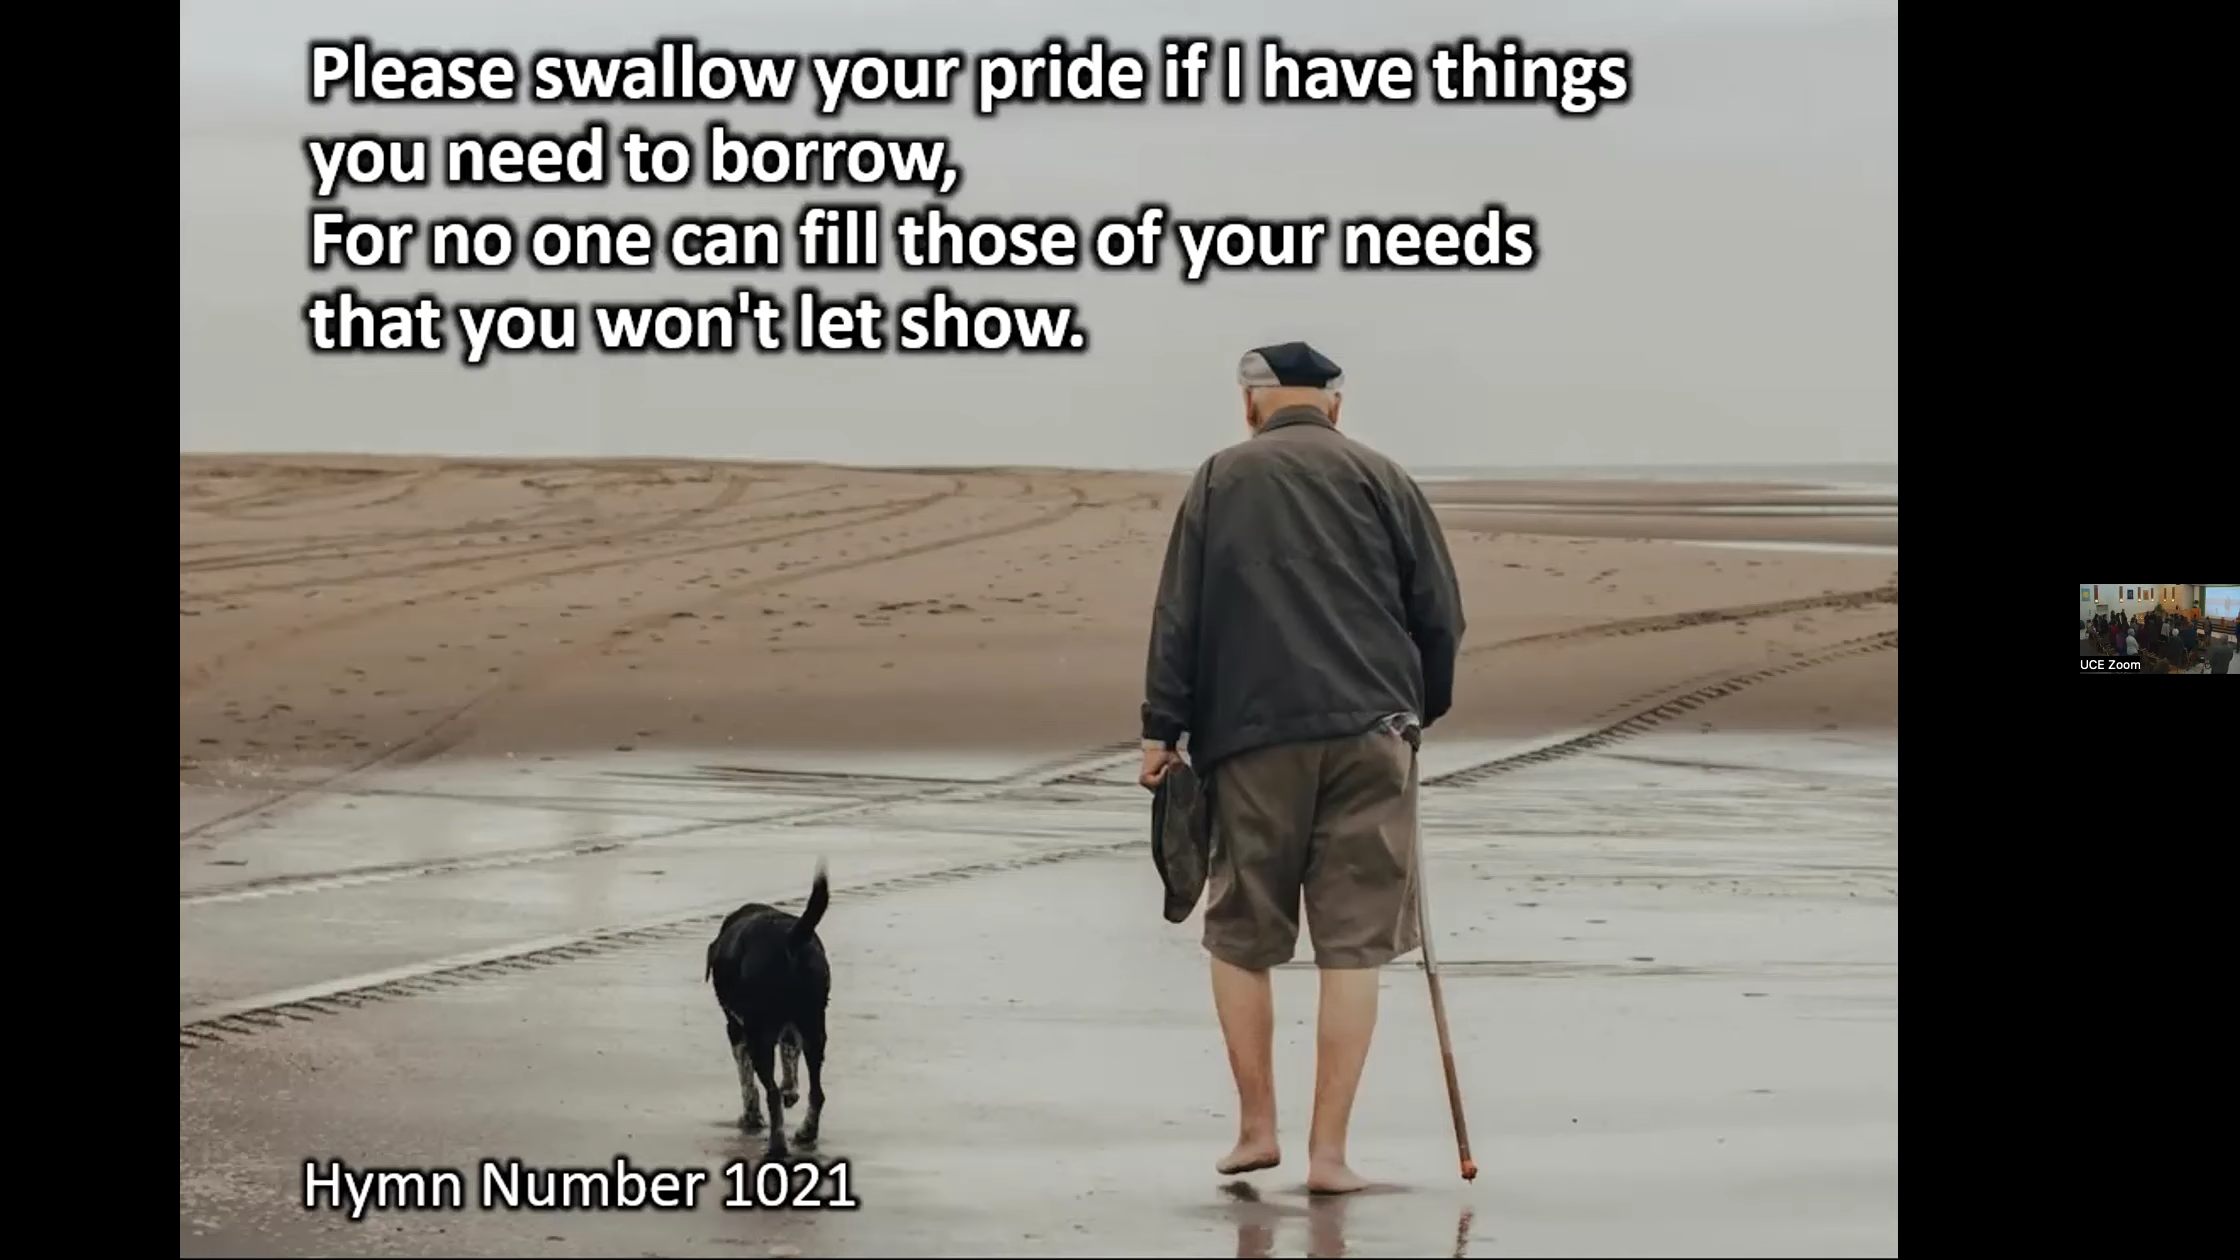 Please swallow your pride if I have things
you need to borrow,
For no one can fill those of your needs
that you won't let show.
UCE Zoom
Hymn Number 1021